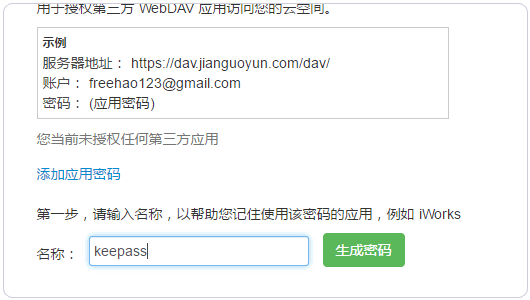 用于授权第三方 WebDAV 应用访问您的云空间。
示例
服务器地址： https://dav.jianguoyun.com/dav/
账户： freehao123@gmail.com
密码： (应用密码)
您当前未授权任何第三方应用
添加应用密码
第一步，请输入名称，以帮助您记住使用该密码的应用，例如 iWorks
名称： keepass 生成密码